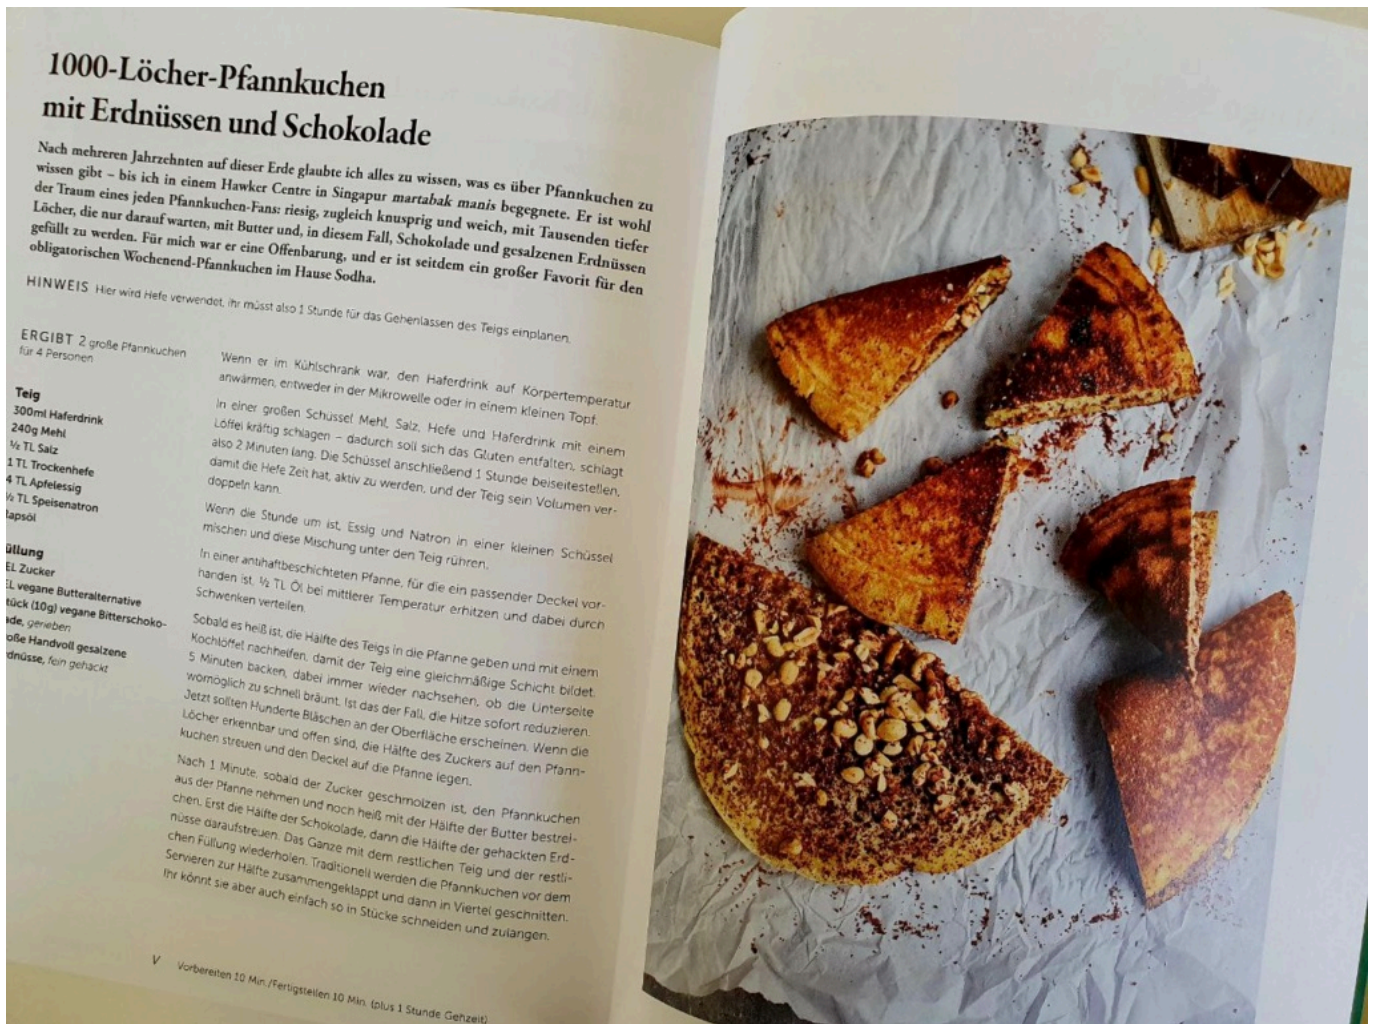 1000-Löcher-Pfannkuchen
mit Erdnüssen und Schokolade
Nach mehreren Jahrzehnten auf dieser Erde glaubte ich alles zu wissen, was es über Pfannkuchen zu
wissen gibt – bis ich in einem Hawker Centre in Singapur martabak manis begegnete. Er ist wohl
der Traum eines jeden Pfannkuchen-Fans: riesig, zugleich knusprig und weich, mit Tausenden tiefer
Löcher, die nur darauf warten, mit Butter und, in diesem Fall, Schokolade und gesalzenen Erdnüssen
gefüllt zu werden. Für mich war er eine Offenbarung, und er ist seitdem ein großer Favorit für den
obligatorischen Wochenend-Pfannkuchen im Hause Sodha.
HINWEIS Hier wird Hefe verwendet, ihr müsst also 1 Stunde für das Gehenlassen des Teigs einplanen.
ERGIBT 2 große Pfannkuchen
für 4 Personen
Teig
300ml Haferdrink
240g Mehl
½ TL Salz
1 TL Trockenhefe
4 TL Apfelessig
½ TL Speisenatron
apsöl
üllung
EL Zucker
EL vegane Butteralternative
tück (10g) vegane Bitterschoko-
ade, gerieben
oße Handvoll gesalzene
rdnüsse, fein gehackt
Wenn er im Kühlschrank war, den Haferdrink auf Körpertemperatur
anwärmen, entweder in der Mikrowelle oder in einem kleinen Topf.
In einer großen Schüssel Mehl, Salz, Hefe und Haferdrink mit einem
Löffel kräftig schlagen – dadurch soll sich das Gluten entfalten, schlagt
also 2 Minuten lang. Die Schüssel anschließend 1 Stunde beiseitestellen,
damit die Hefe Zeit hat, aktiv zu werden, und der Teig sein Volumen ver-
doppeln kann.
Wenn die Stunde um ist, Essig und Natron in einer kleinen Schüssel
mischen und diese Mischung unter den Teig rühren.
In einer antihaftbeschichteten Pfanne, für die ein passender Deckel vor-
handen ist, ½ TL Öl bei mittlerer Temperatur erhitzen und dabei durch
Schwenken verteilen.
Sobald es heiß ist, die Hälfte des Teigs in die Pfanne geben und mit einem
Kochlöffel nachhelfen, damit der Teig eine gleichmäßige Schicht bildet.
5 Minuten backen, dabei immer wieder nachsehen, ob die Unterseite
womöglich zu schnell bräunt. Ist das der Fall, die Hitze sofort reduzieren.
Jetzt sollten Hunderte Bläschen an der Oberfläche erscheinen. Wenn die
Löcher erkennbar und offen sind, die Hälfte des Zuckers auf den Pfann-
kuchen streuen und den Deckel auf die Pfanne legen.
Nach 1 Minute, sobald der Zucker geschmolzen ist, den Pfannkuchen
aus der Pfanne nehmen und noch heiß mit der Hälfte der Butter bestrei-
chen. Erst die Hälfte der Schokolade, dann die Hälfte der gehackten Erd-
nüsse daraufstreuen. Das Ganze mit dem restlichen Teig und der restli-
chen Füllung wiederholen. Traditionell werden die Pfannkuchen vor dem
Servieren zur Hälfte zusammengeklappt und dann in Viertel geschnitten.
Ihr könnt sie aber auch einfach so in Stücke schneiden und zulangen.
V Vorbereiten 10 Min./Fertigstellen 10 Min. (plus 1 Stunde Gehzeit)